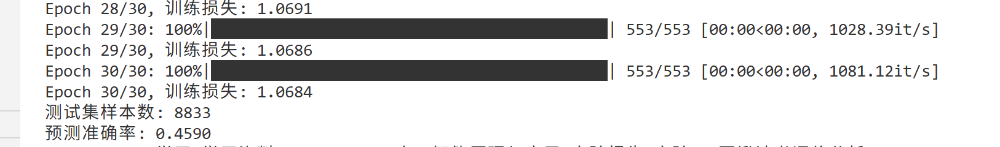 Epoch 28/30, 训练损失: 1.0691
Epoch 29/30: 100%|██████████| 553/553 [00:00<00:00, 1028.39it/s]
Epoch 29/30, 训练损失: 1.0686
Epoch 30/30: 100%|██████████| 553/553 [00:00<00:00, 1081.12it/s]
Epoch 30/30, 训练损失: 1.0684
测试集样本数: 8833
预测准确率: 0.4590